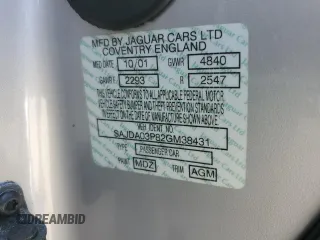 MFD BY JAGUAR CARS LTD
COVENTRY ENGLAND
MFD DATE 10/01 GVWR 4840
GAWR/F 2293 R 2547
THIS VEHICLE CONFORMS TO ALL APPLICABLE FEDERAL MOTOR
VEHICLE SAFETY BUMPER AND THEFT PREVENTION STANDARDS
IN EFFECT ON THE DATE OF MANUFACTURE SHOWN ABOVE
VEH IDENT NO.
SAJDA03P82GM38431
TYPE PASSENGER CAR
PAINT MDZ TRIM AGM
© DREAMBID